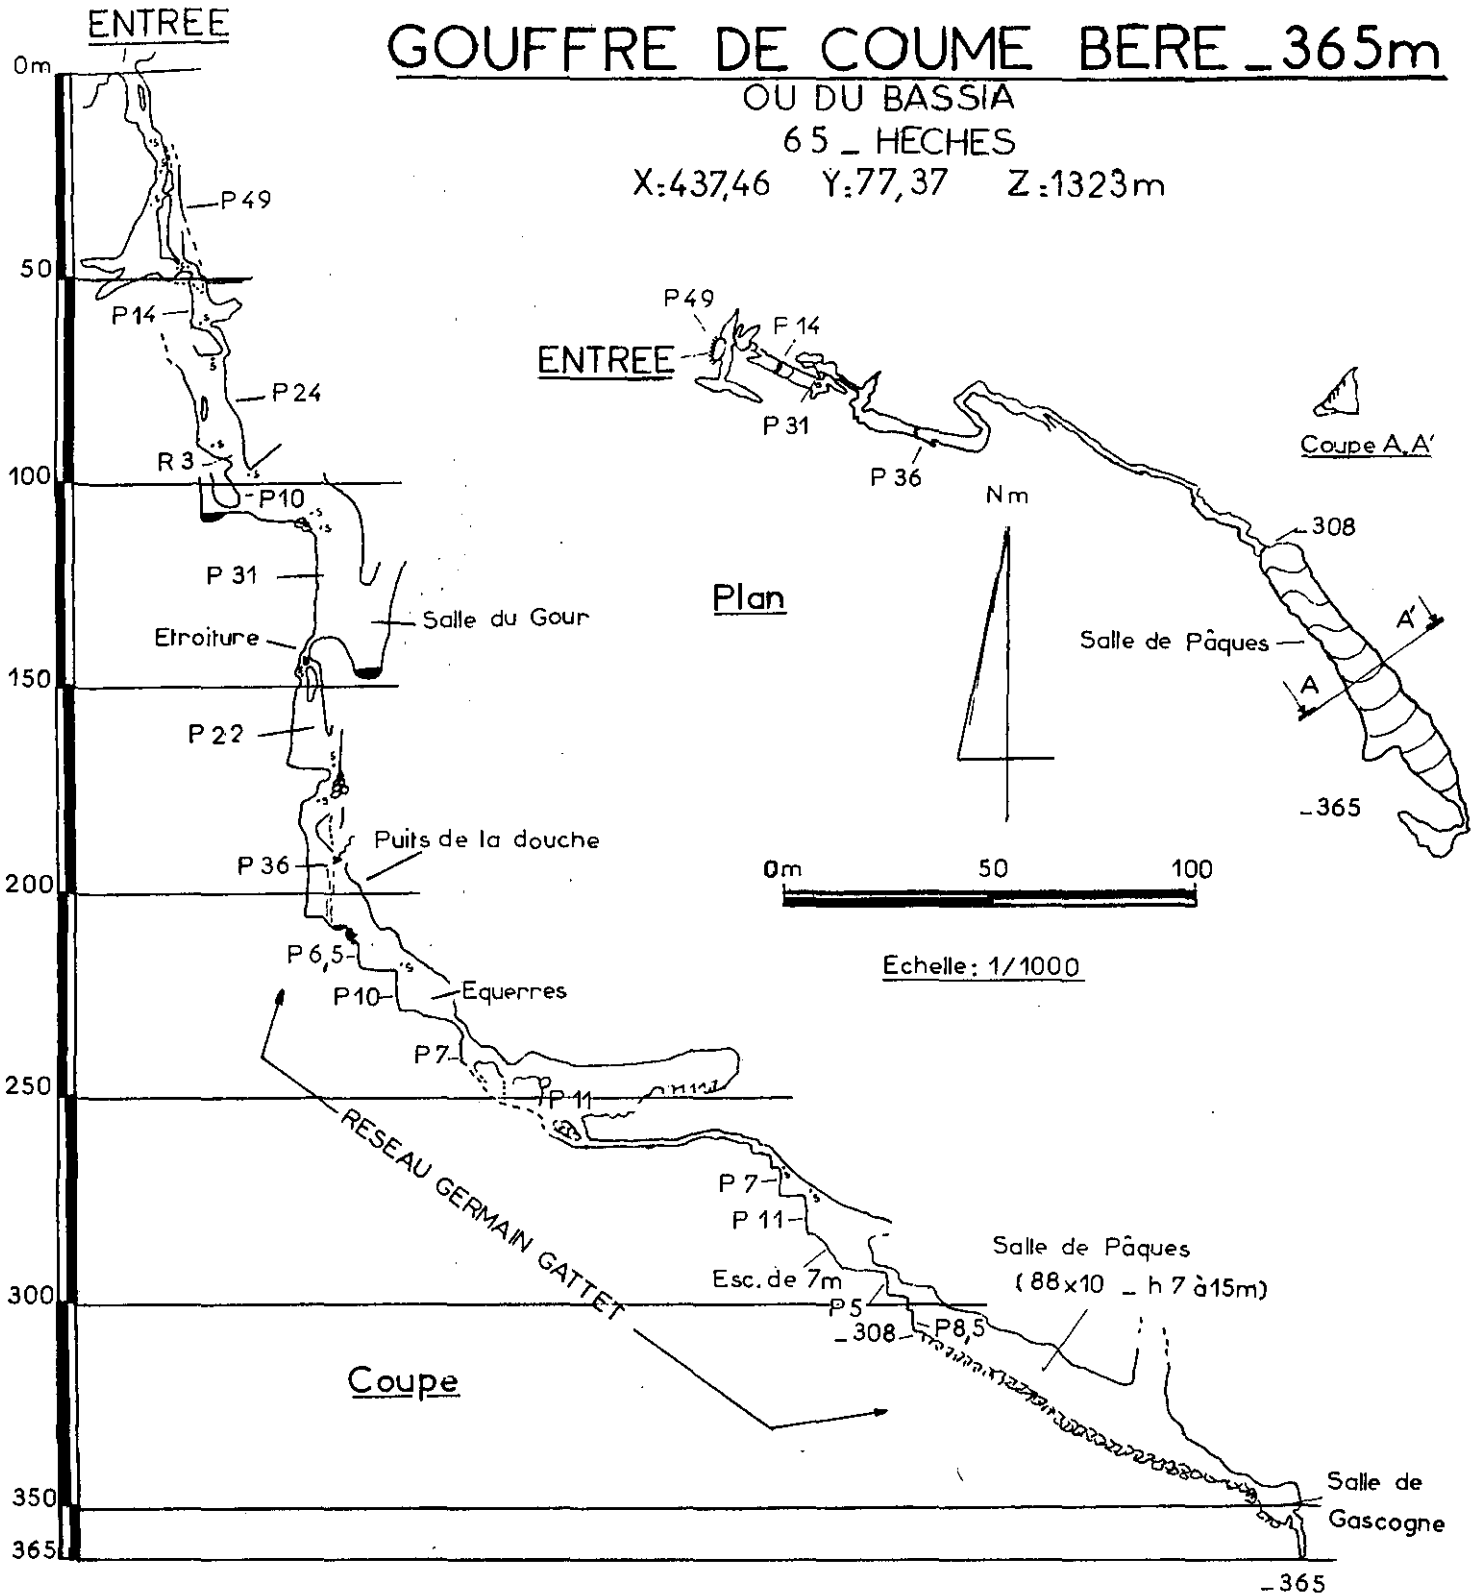 ENTREE
GOUFFRE DE COUME BERE _ 365m
OU DU BASSIA
65 _ HECHES
X:437,46 Y:77,37 Z:1323m
0m
P49
50
P14
P24
R3
P10
100
P31
Salle du Gour
Etroiture
150
P22
Puits de la douche
P36
200
P6,5
P10
Equerres
P7
P11
250
RESEAU GERMAIN GATTET
P7
P11
Esc. de 7m
P5
P8,5
_308
300
Salle de Pâques
(88x10 _ h 7 à 15m)
Coupe
350
Salle de
Gascogne
365
_365
P49
P14
ENTREE
P31
P36
Coupe A.A'
Nm
_308
Plan
Salle de Pâques
A'
A
_365
0m 50 100
Echelle: 1/1000